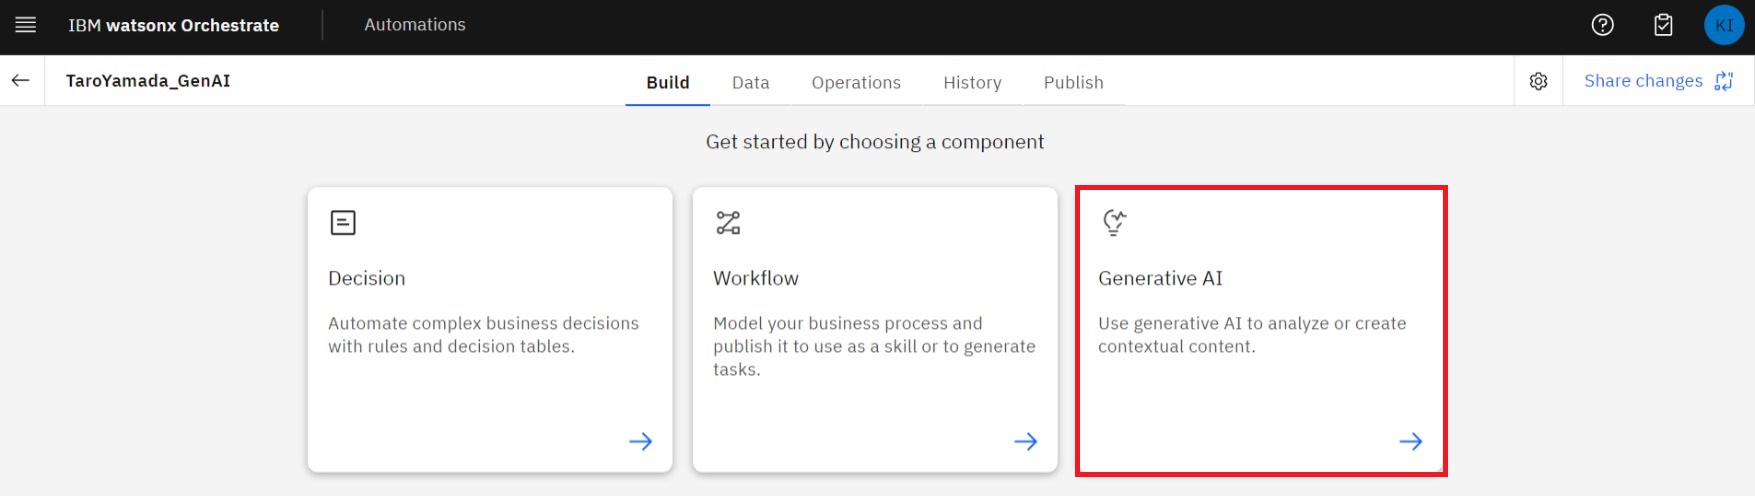 IBM watsonx Orchestrate
Automations
KI
TaroYamada_GenAI
Build
Data
Operations
History
Publish
Share changes
Get started by choosing a component
Decision
Automate complex business decisions
with rules and decision tables.
Workflow
Model your business process and
publish it to use as a skill or to generate
tasks.
Generative AI
Use generative AI to analyze or create
contextual content.